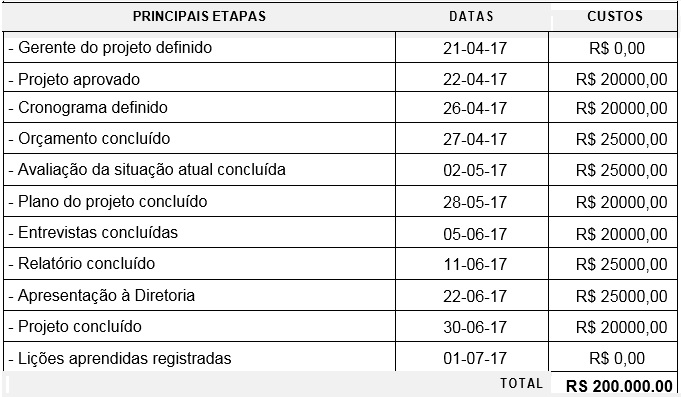 PRINCIPAIS ETAPAS DATAS CUSTOS
- Gerente do projeto definido 21-04-17 R$ 0,00
- Projeto aprovado 22-04-17 R$ 20000,00
- Cronograma definido 26-04-17 R$ 20000,00
- Orçamento concluído 27-04-17 R$ 25000,00
- Avaliação da situação atual concluída 02-05-17 R$ 25000,00
- Plano do projeto concluído 28-05-17 R$ 20000,00
- Entrevistas concluídas 05-06-17 R$ 20000,00
- Relatório concluído 11-06-17 R$ 25000,00
- Apresentação à Diretoria 22-06-17 R$ 25000,00
- Projeto concluído 30-06-17 R$ 20000,00
- Lições aprendidas registradas 01-07-17 R$ 0,00
TOTAL RS 200.000.00